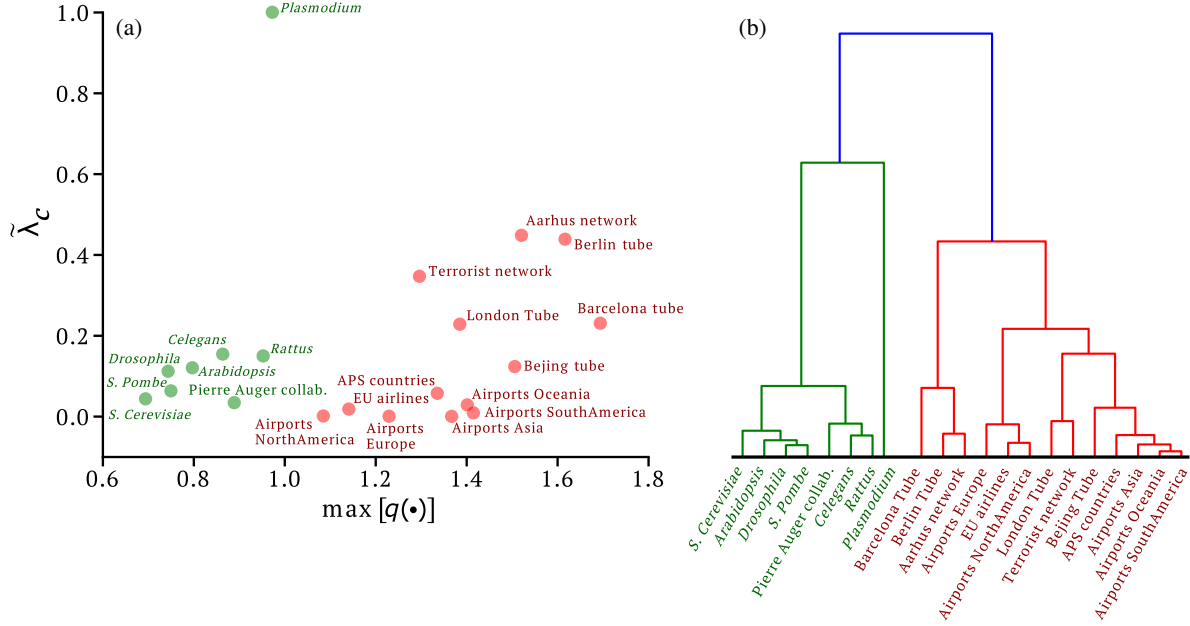 (a)
(b)
1.0
0.8
0.6
0.4
0.2
0.0
λ̃c
Plasmodium
Aarhus network
Berlin tube
Terrorist network
Barcelona tube
London Tube
Celegans
Rattus
Drosophila
Arabidopsis
Bejing tube
S. Pombe
Pierre Auger collab.
APS countries
EU airlines
Airports Oceania
S. Cerevisiae
Airports SouthAmerica
Airports
NorthAmerica
Airports
Europe
Airports Asia
0.6
0.8
1.0
1.2
1.4
1.6
1.8
max [q(•)]
S. Cerevisiae
Arabidopsis
Drosophila
S. Pombe
Pierre Auger collab.
Celegans
Rattus
Plasmodium
Barcelona Tube
Berlin Tube
Aarhus network
Airports Europe
EU airlines
Airports NorthAmerica
London Tube
Terrorist network
Bejing Tube
APS countries
Airports Asia
Airports Oceania
Airports SouthAmerica